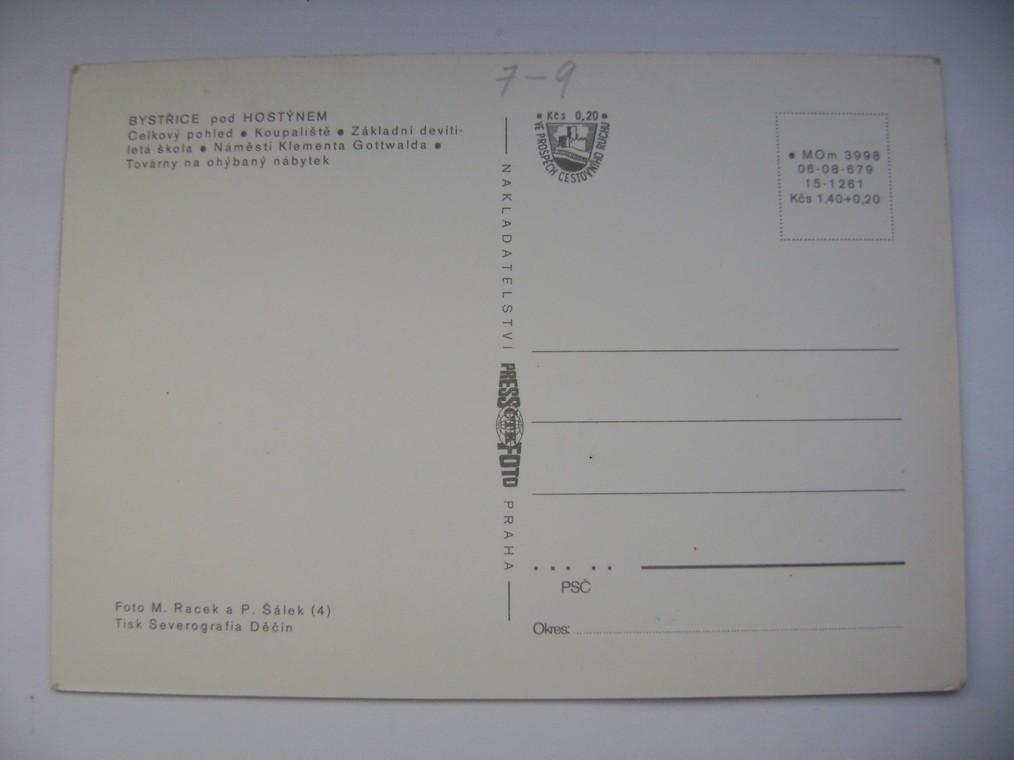 7-9
BYSTŘICE pod HOSTÝNEM
Celkový pohled ● Koupaliště ● Základní devíti-
letá škola ● Náměstí Klementa Gottwalda ●
Továrny na ohýbaný nábytek
Foto M. Racek a P. Šálek (4)
Tisk Severografia Děčín
NAKLADATELSTVÍ PRESSFOTO PRAHA
ČTK
Kčs 0,20
VE PROSPĚCH CESTOVNÍHO RUCHU
● MOm 3998
06-08-679
15-1261
Kčs 1,40+0,20
PSČ
Okres: